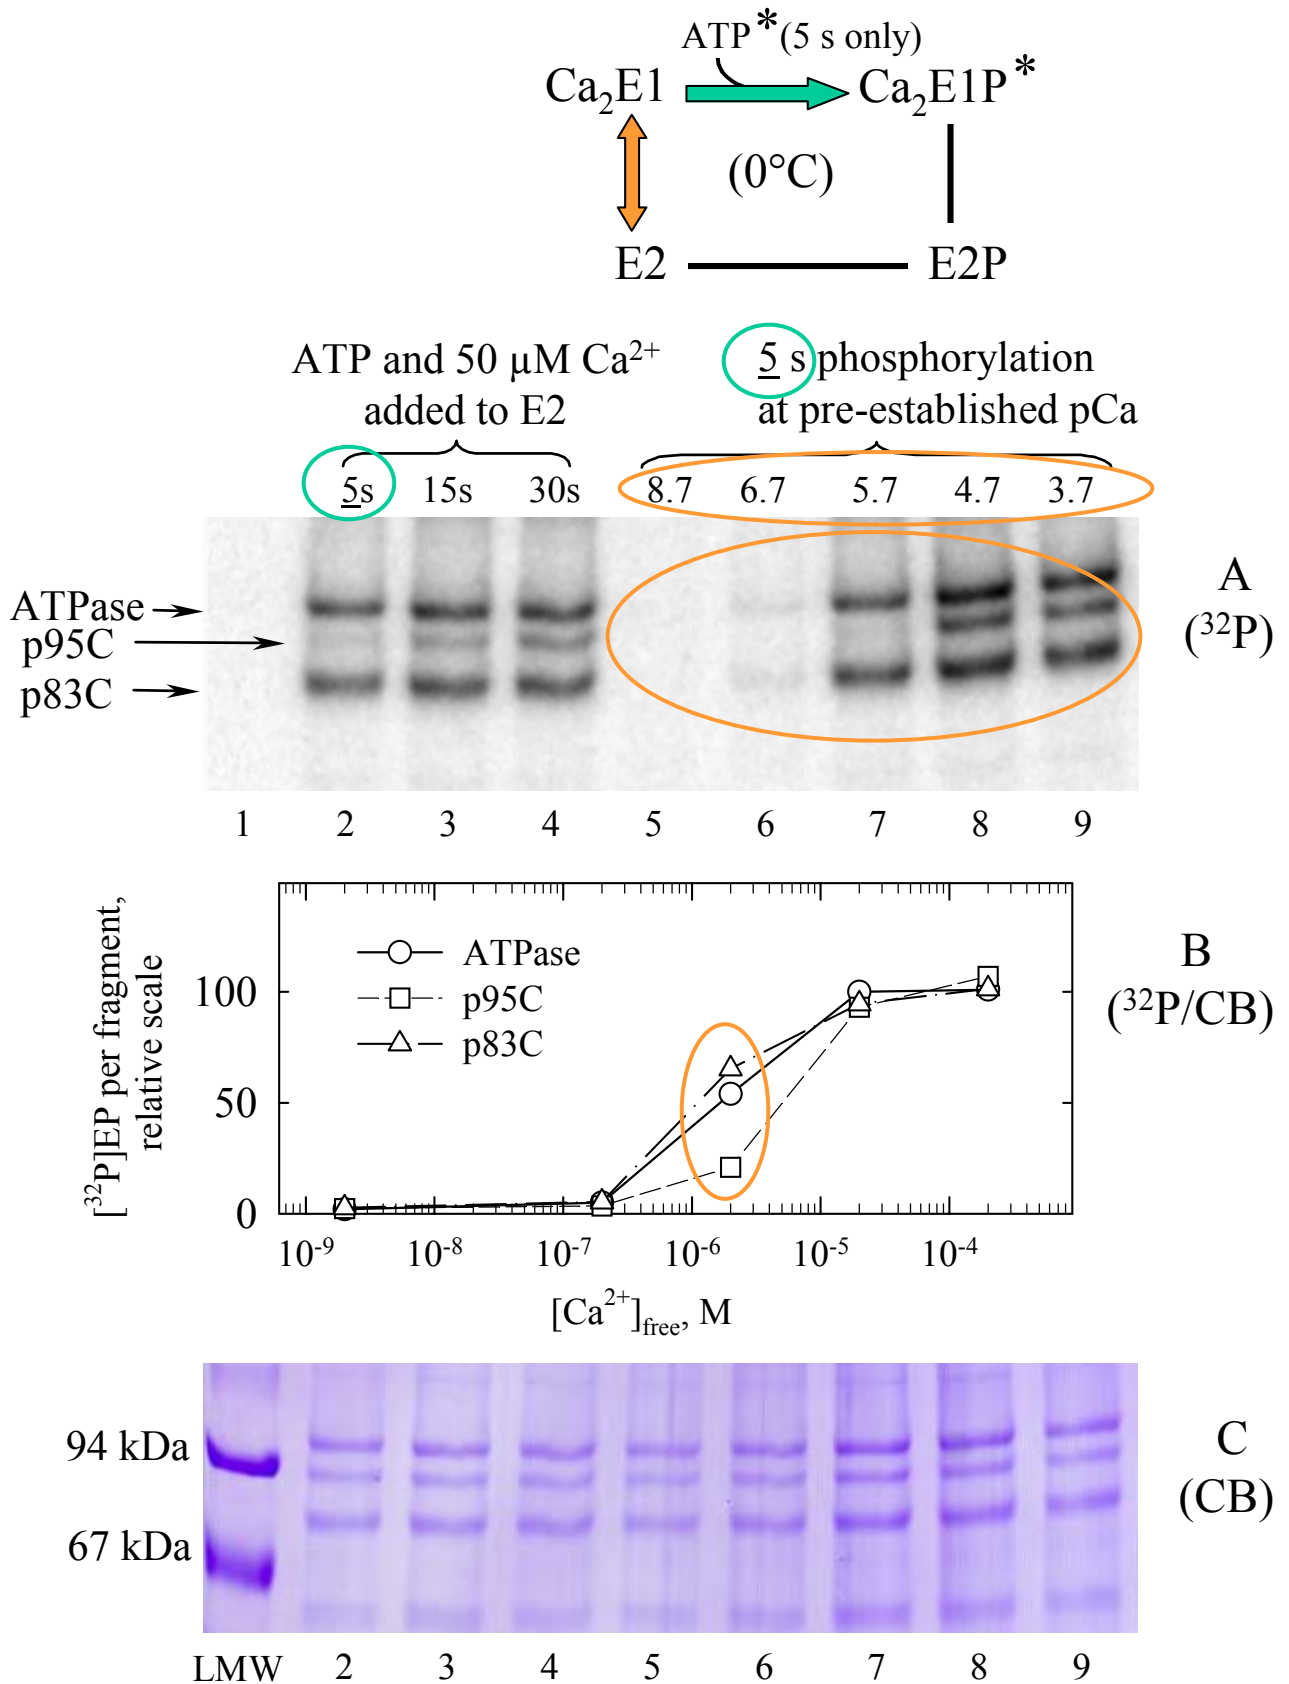 ATP*(5 s only)
Ca₂E1 Ca₂E1P*
(0°C)
E2 E2P
ATP and 50 µM Ca²⁺
added to E2
5 s phosphorylation
at pre-established pCa
5s 15s 30s 8.7 6.7 5.7 4.7 3.7
ATPase
p95C
p83C
A
(³²P)
1 2 3 4 5 6 7 8 9
[³²P]EP per fragment,
relative scale
100
50
0
ATPase
p95C
p83C
B
(³²P/CB)
10⁻⁹ 10⁻⁸ 10⁻⁷ 10⁻⁶ 10⁻⁵ 10⁻⁴
[Ca²⁺]free, M
94 kDa
67 kDa
C
(CB)
LMW 2 3 4 5 6 7 8 9